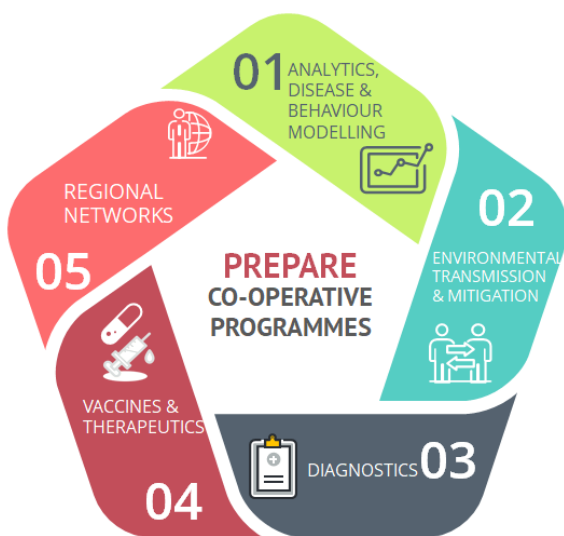 01
ANALYTICS,
DISEASE &
BEHAVIOUR
MODELLING
02
ENVIRONMENTAL
TRANSMISSION
& MITIGATION
DIAGNOSTICS 03
VACCINES &
THERAPEUTICS
04
REGIONAL
NETWORKS
05
PREPARE
CO-OPERATIVE
PROGRAMMES